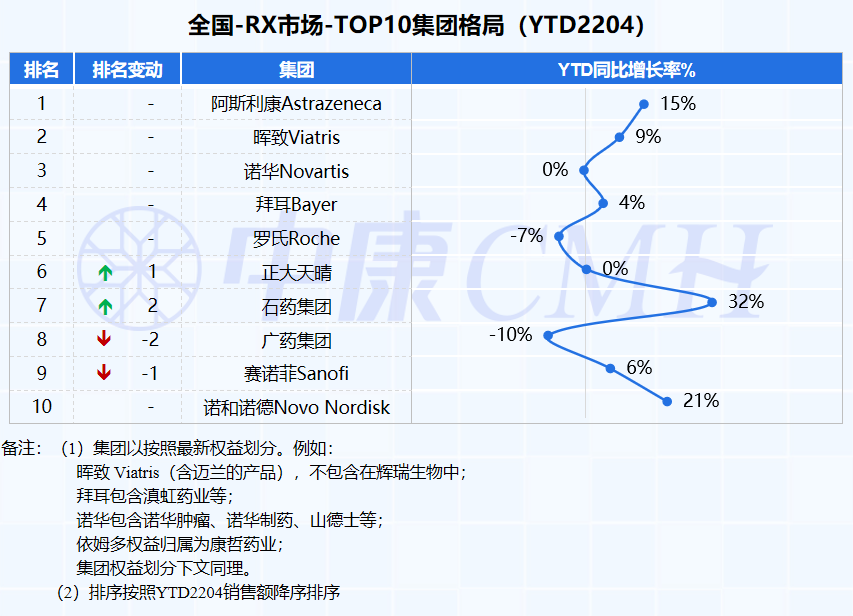 全国-RX市场-TOP10集团格局（YTD2204）
排名 排名变动 集团 YTD同比增长率%
1 - 阿斯利康Astrazeneca 15%
2 - 晖致Viatris 9%
3 - 诺华Novartis 0%
4 - 拜耳Bayer 4%
5 - 罗氏Roche -7%
6 1 正大天晴 0%
7 2 石药集团 32%
8 -2 广药集团 -10%
9 -1 赛诺菲Sanofi 6%
10 - 诺和诺德Novo Nordisk 21%
中康CMH
备注：（1）集团以按照最新权益划分。例如：
晖致 Viatris（含迈兰的产品），不包含在辉瑞生物中；
拜耳包含滇虹药业等；
诺华包含诺华肿瘤、诺华制药、山德士等；
依姆多权益归属为康哲药业；
集团权益划分下文同理。
（2）排序按照YTD2204销售额降序排序